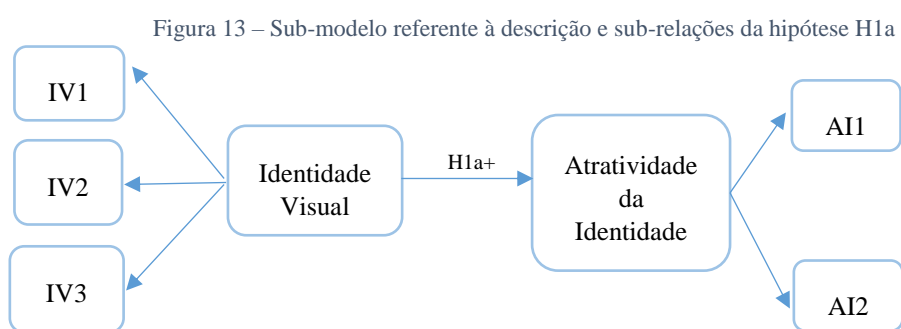 Figura 13 – Sub-modelo referente à descrição e sub-relações da hipótese H1a
IV1
IV2
IV3
Identidade
Visual
H1a+
Atratividade
da
Identidade
AI1
AI2